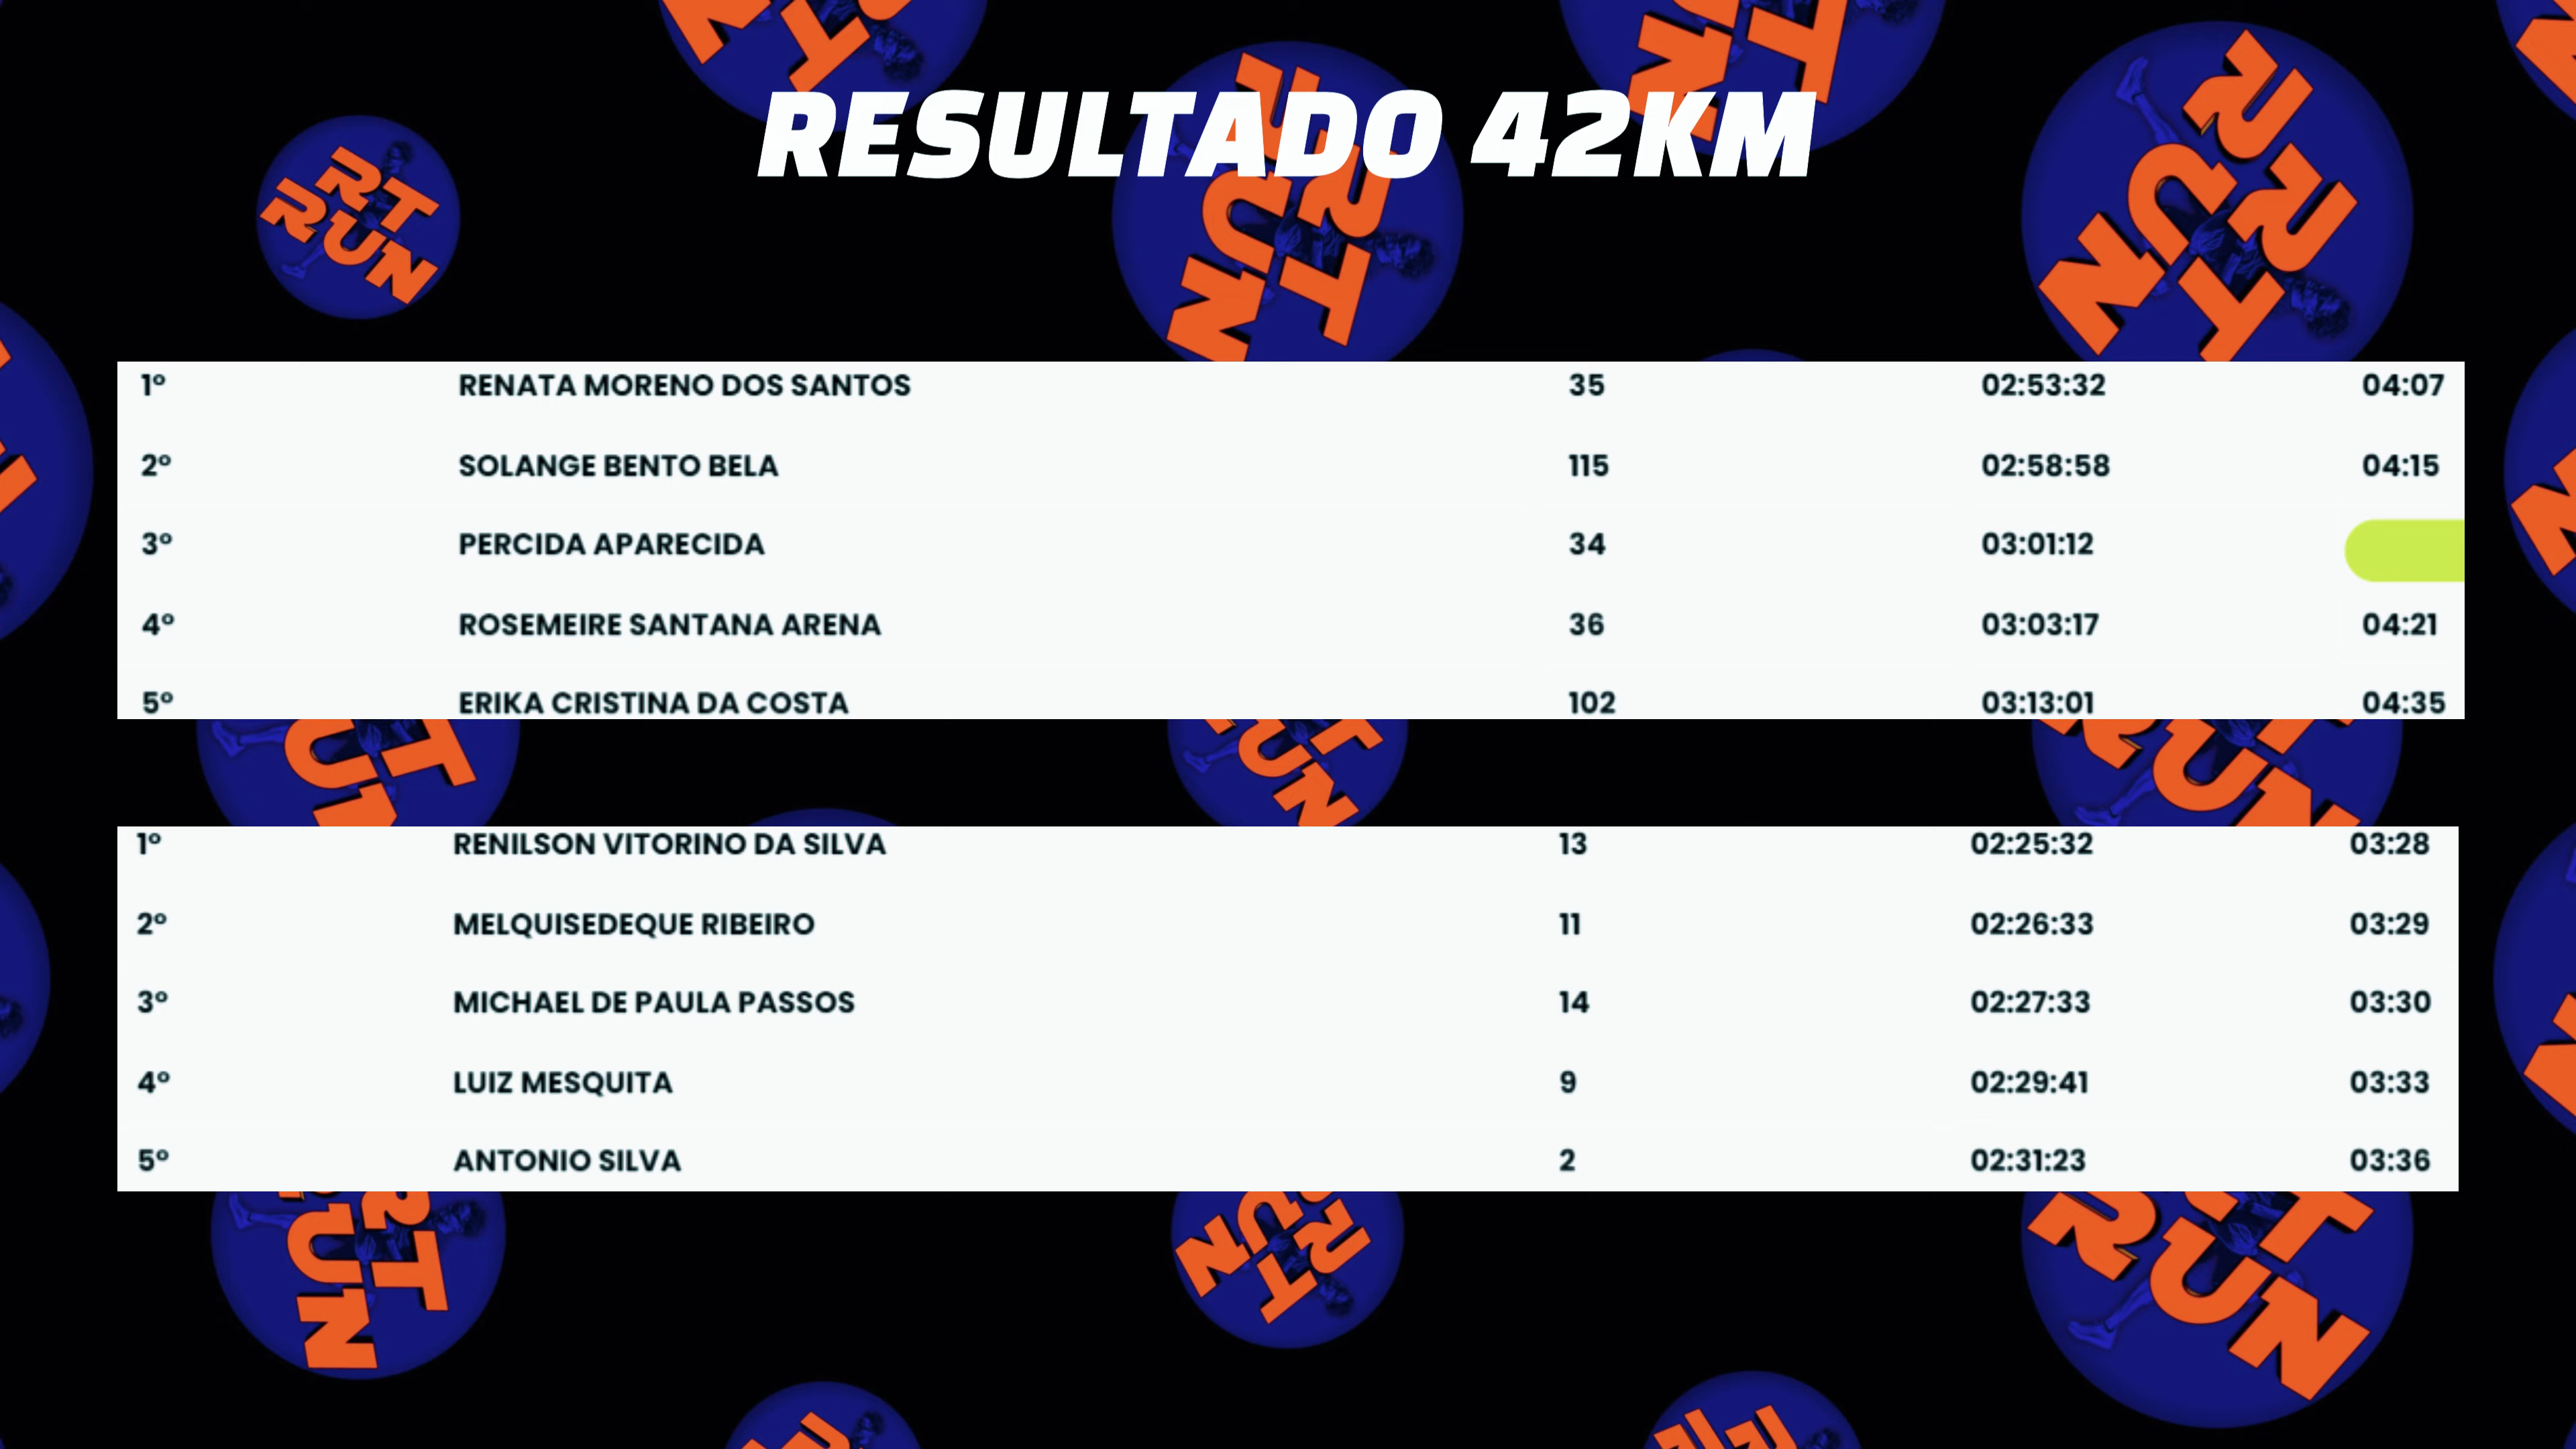 RESULTADO 42KM
RT
RUN
1º RENATA MORENO DOS SANTOS 35 02:53:32 04:07
2º SOLANGE BENTO BELA 115 02:58:58 04:15
3º PERCIDA APARECIDA 34 03:01:12
4º ROSEMEIRE SANTANA ARENA 36 03:03:17 04:21
5º ERIKA CRISTINA DA COSTA 102 03:13:01 04:35
1º RENILSON VITORINO DA SILVA 13 02:25:32 03:28
2º MELQUISEDEQUE RIBEIRO 11 02:26:33 03:29
3º MICHAEL DE PAULA PASSOS 14 02:27:33 03:30
4º LUIZ MESQUITA 9 02:29:41 03:33
5º ANTONIO SILVA 2 02:31:23 03:36